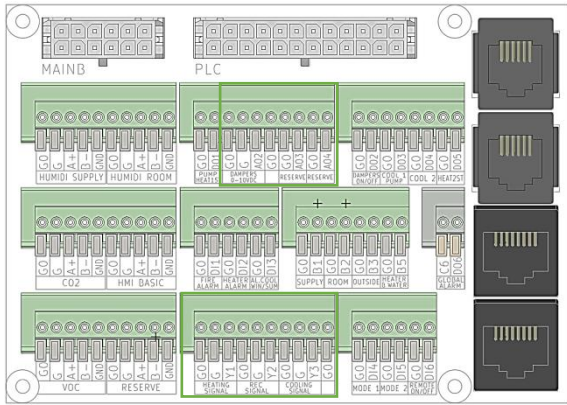 MAINB PLC
G0 G A+ B- GND G0 G A+ B- GND
HUMIDI SUPPLY HUMIDI ROOM
G0 DO1 G0 G AO2 G0 G AO3 G0 AO4
PUMP HEAT1ST
DAMPERS 0-10VDC
RESERVE RESERVE
G0 DO2 G0 DO3 G0 DO4 G0 DO5
DAMPERS ON/OFF
COOL 1 PUMP
COOL 2 HEAT2ST
G0 G A+ B- GND G0 G A+ B- GND
CO2 HMI BASIC
G0 DI1 G0 DI2 G0 DI3
FIRE ALARM
HEATER ALARM
COOL WIN/SUM
G0 B1 G0 B2 G0 B3 G0 B5
SUPPLY ROOM OUTSIDE HEATER WATER
C6 DO6
GLOBAL ALARM
G0 G A+ B- GND G0 G A+ B- GND
VOC RESERVE
G0 G Y1 G0 G Y2 G0 G Y3 G0
HEATING SIGNAL
REC SIGNAL
COOLING SIGNAL
G0 DI4 G0 DI5 G0 DI6
MODE 1 MODE 2 REMOTE ON/OFF